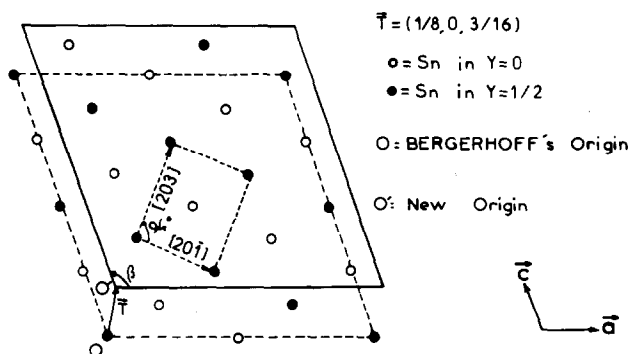 T⃗=(1/8,0,3/16)
o=Sn in Y=0
●=Sn in Y=1/2
O=BERGERHOFF's Origin
O': New Origin
[203]
[201̄]
β
T⃗
O
c⃗
a⃗